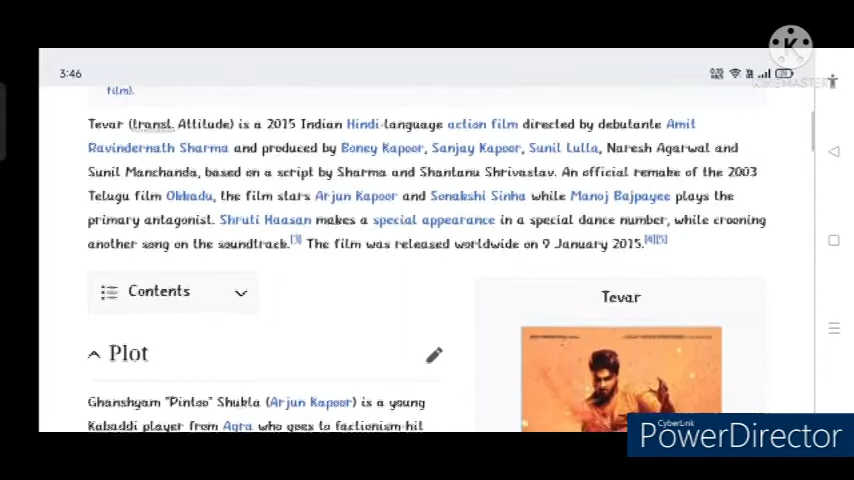 3:46
KINEMASTER
film).
Tevar (transl. Attitude) is a 2015 Indian Hindi-language action film directed by debutante Amit
Ravindernath Sharma and produced by Boney Kapoor, Sanjay Kapoor, Sunil Lulla, Naresh Agarwal and
Sunil Manchanda, based on a script by Sharma and Shantanu Shrivastav. An official remake of the 2003
Telugu film Okkadu, the film stars Arjun Kapoor and Sonakshi Sinha while Manoj Bajpayee plays the
primary antagonist. Shruti Haasan makes a special appearance in a special dance number, while crooning
another song on the soundtrack.[3] The film was released worldwide on 9 January 2015.[4][5]
Contents
Tevar
Plot
Ghanshyam "Pintoo" Shukla (Arjun Kapoor) is a young
Kabaddi player from Agra who goes to factionism-hit
CyberLink
PowerDirector